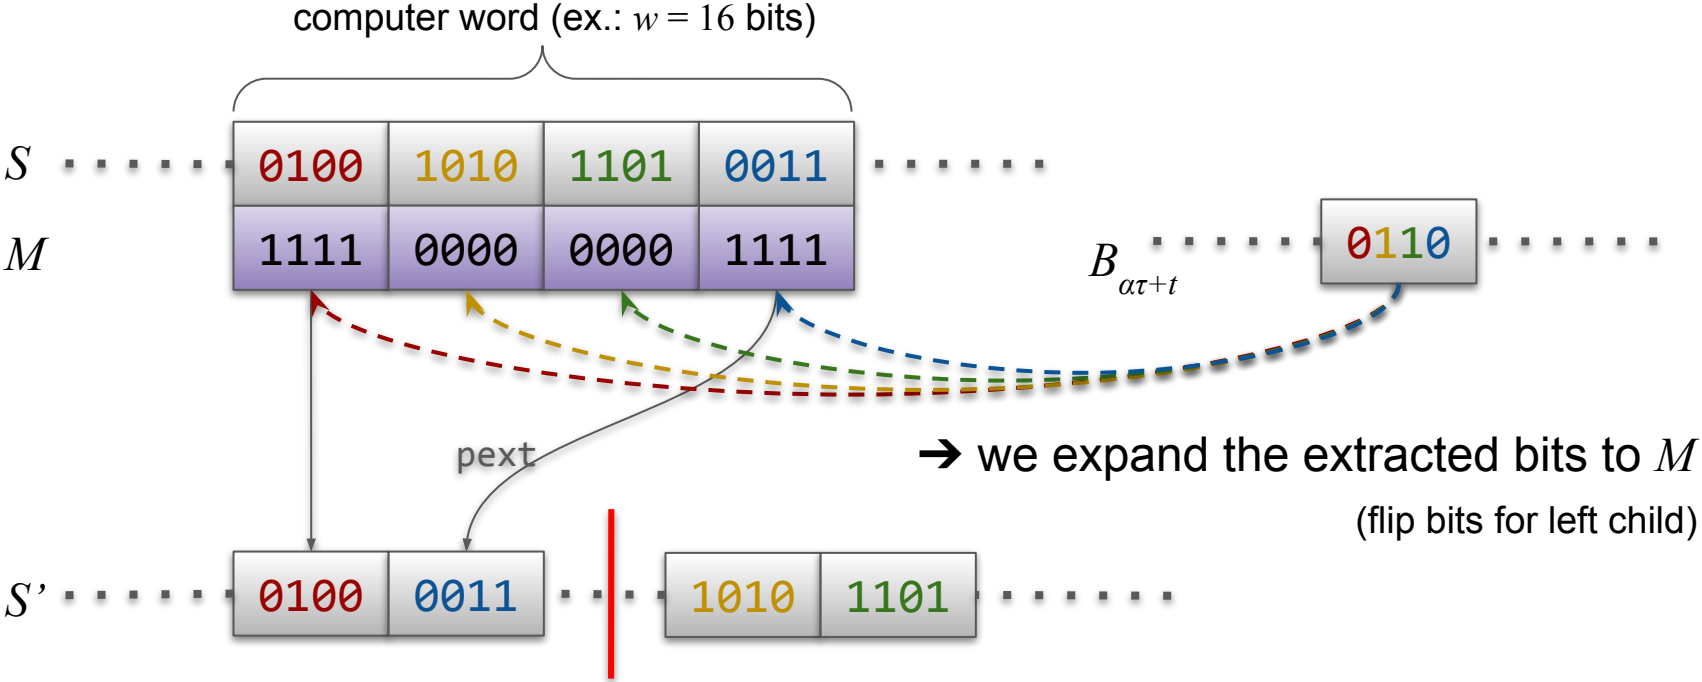 computer word (ex.: w = 16 bits)
S 0100 1010 1101 0011
M 1111 0000 0000 1111
B ατ+t 0110
pext
➔ we expand the extracted bits to M
(flip bits for left child)
S’ 0100 0011 1010 1101